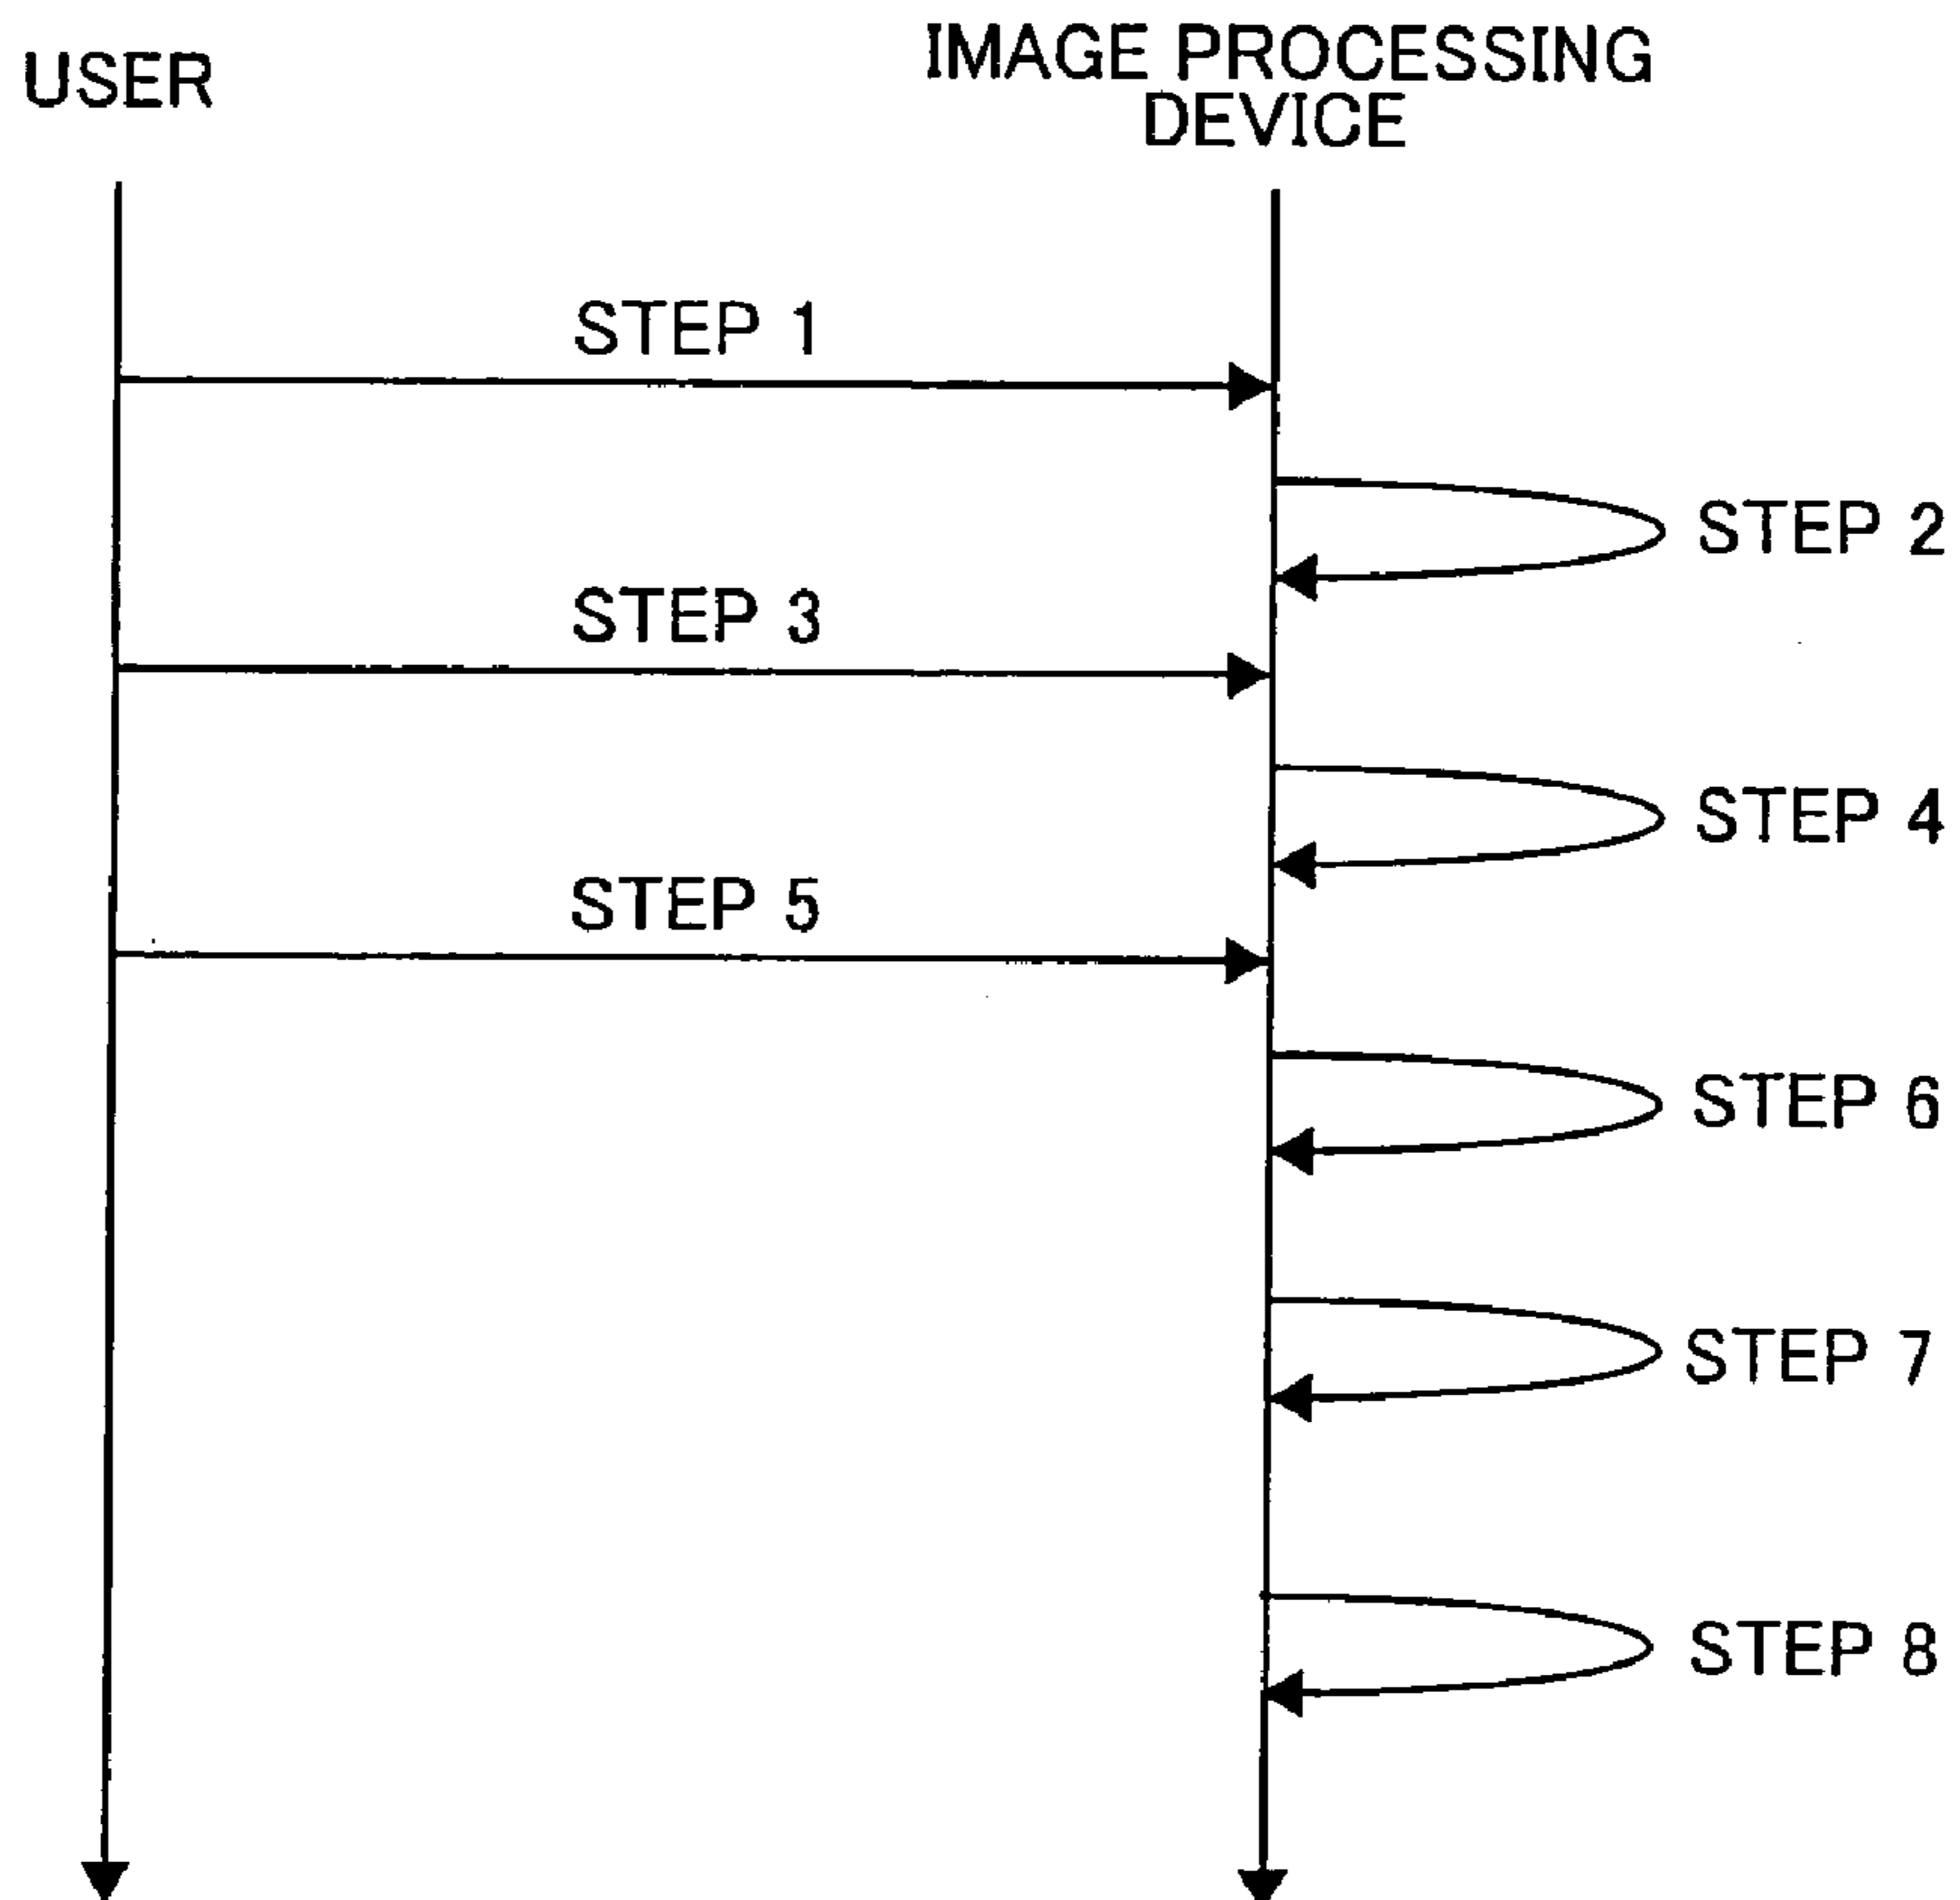 USER
IMAGE PROCESSING
DEVICE
STEP 1
STEP 2
STEP 3
STEP 4
STEP 5
STEP 6
STEP 7
STEP 8